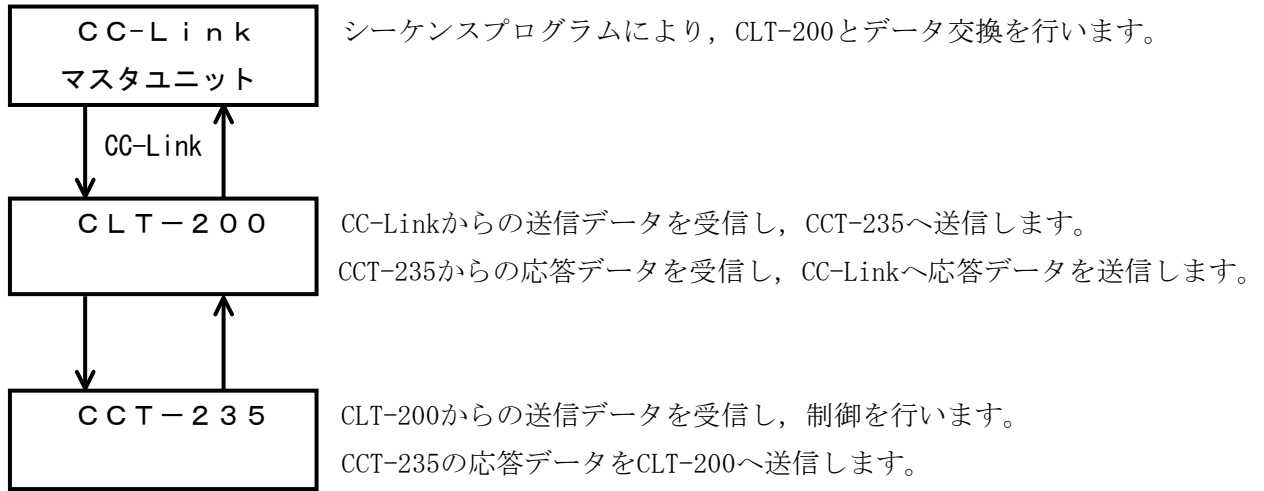 ＣＣ-Ｌｉｎｋ
マスタユニット
シーケンスプログラムにより，CLT-200とデータ交換を行います。
CC-Link
ＣＬＴ－２００
CC-Linkからの送信データを受信し，CCT-235へ送信します。
CCT-235からの応答データを受信し，CC-Linkへ応答データを送信します。
ＣＣＴ－２３５
CLT-200からの送信データを受信し，制御を行います。
CCT-235の応答データをCLT-200へ送信します。